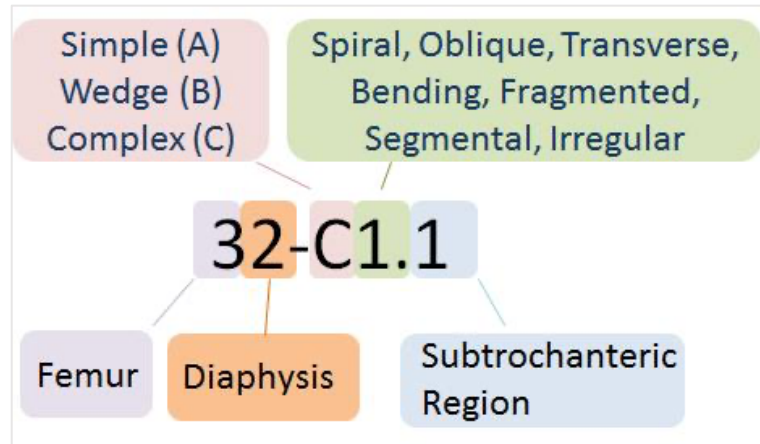 Simple (A)
Wedge (B)
Complex (C)
Spiral, Oblique, Transverse,
Bending, Fragmented,
Segmental, Irregular
32-C1.1
Femur
Diaphysis
Subtrochanteric
Region